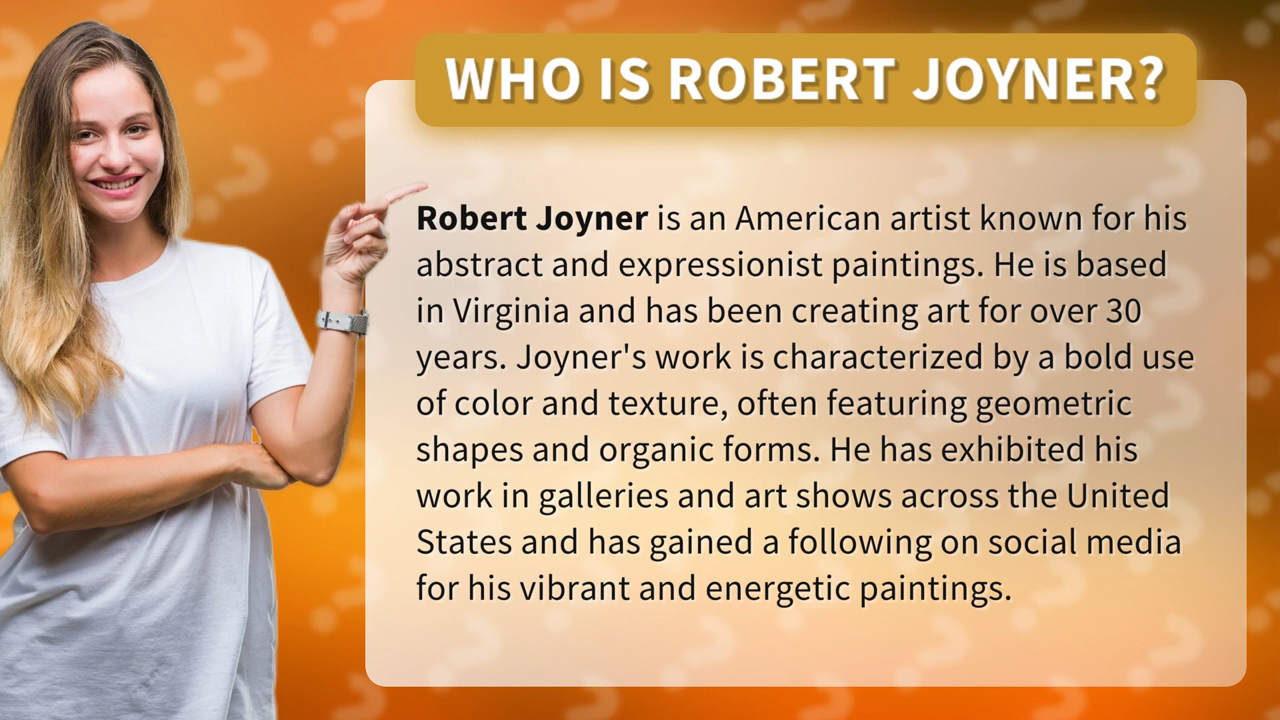 WHO IS ROBERT JOYNER?
Robert Joyner is an American artist known for his
abstract and expressionist paintings. He is based
in Virginia and has been creating art for over 30
years. Joyner's work is characterized by a bold use
of color and texture, often featuring geometric
shapes and organic forms. He has exhibited his
work in galleries and art shows across the United
States and has gained a following on social media
for his vibrant and energetic paintings.